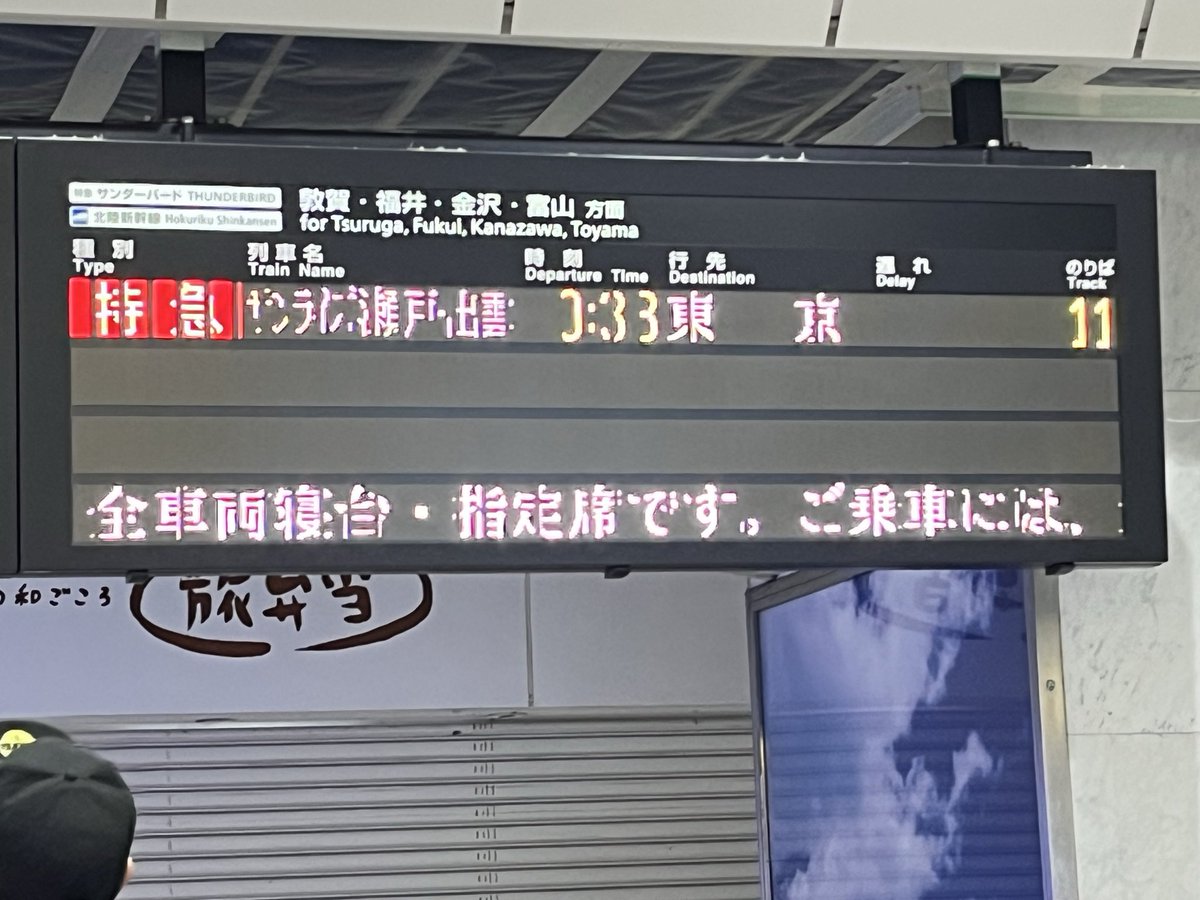 特急 サンダーバード THUNDERBIRD
北陸新幹線 Hokuriku Shinkansen
敦賀・福井・金沢・富山 方面
for Tsuruga, Fukui, Kanazawa, Toyama
種別 列車名 時刻 行先 遅れ のりば
Type Train Name Departure Time Destination Delay Track
特急 サンライズ瀬戸・出雲 0:33 東京 11
全車両寝台・指定席です。ご乗車には、
和ごころ 旅弁当